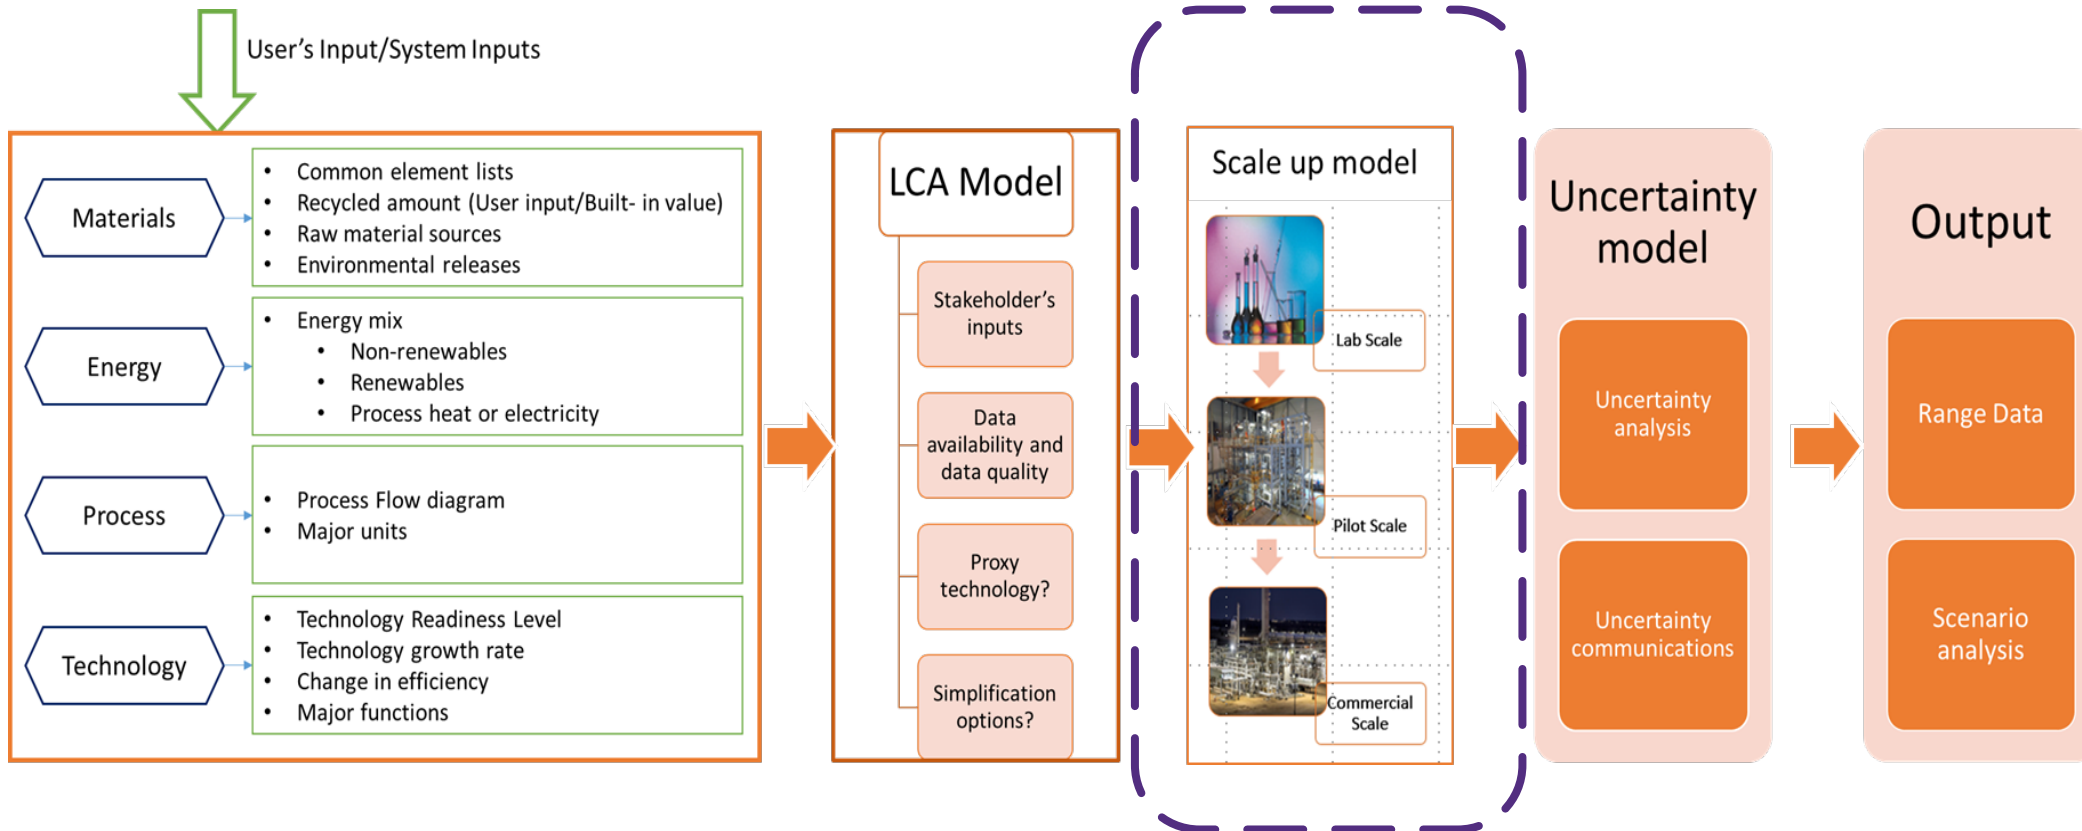 User's Input/System Inputs
Materials
• Common element lists
• Recycled amount (User input/Built- in value)
• Raw material sources
• Environmental releases
Energy
• Energy mix
• Non-renewables
• Renewables
• Process heat or electricity
Process
• Process Flow diagram
• Major units
Technology
• Technology Readiness Level
• Technology growth rate
• Change in efficiency
• Major functions
LCA Model
Stakeholder's
inputs
Data
availability and
data quality
Proxy
technology?
Simplification
options?
Scale up model
Lab Scale
Pilot Scale
Commercial
Scale
Uncertainty
model
Uncertainty
analysis
Uncertainty
communications
Output
Range Data
Scenario
analysis